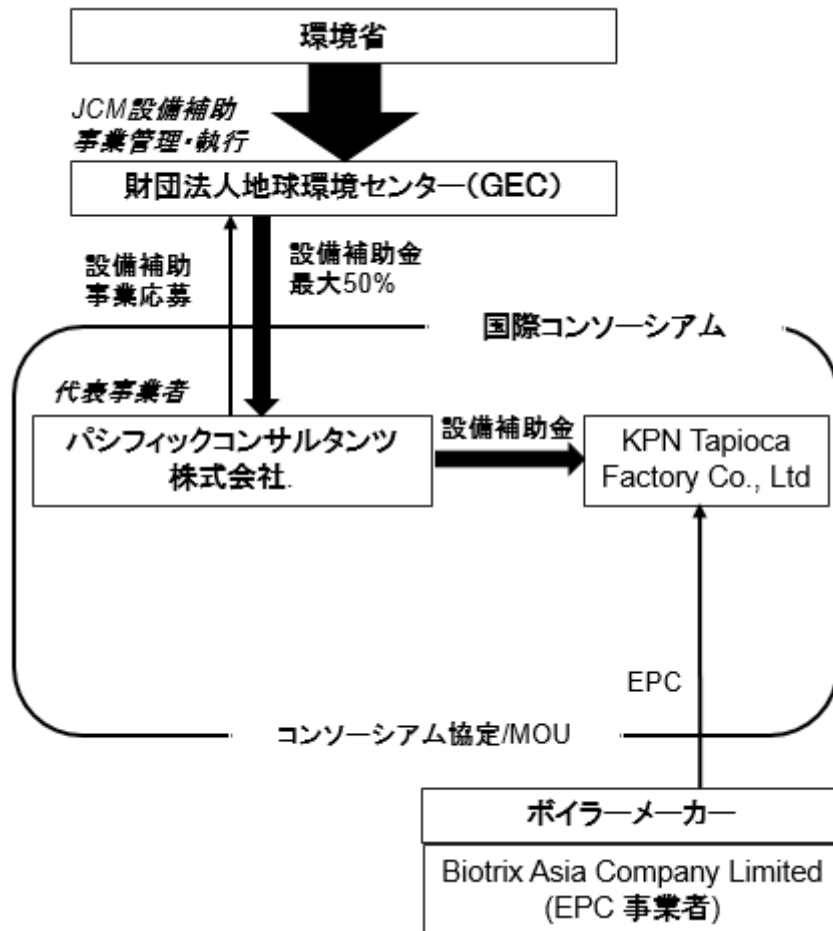 環境省
JCM設備補助
事業管理・執行
財団法人地球環境センター(GEC)
設備補助
事業応募
設備補助金
最大50%
国際コンソーシアム
代表事業者
パシフィックコンサルタンツ
株式会社.
設備補助金
KPN Tapioca
Factory Co., Ltd
EPC
コンソーシアム協定/MOU
ボイラーメーカー
Biotrix Asia Company Limited
(EPC 事業者)